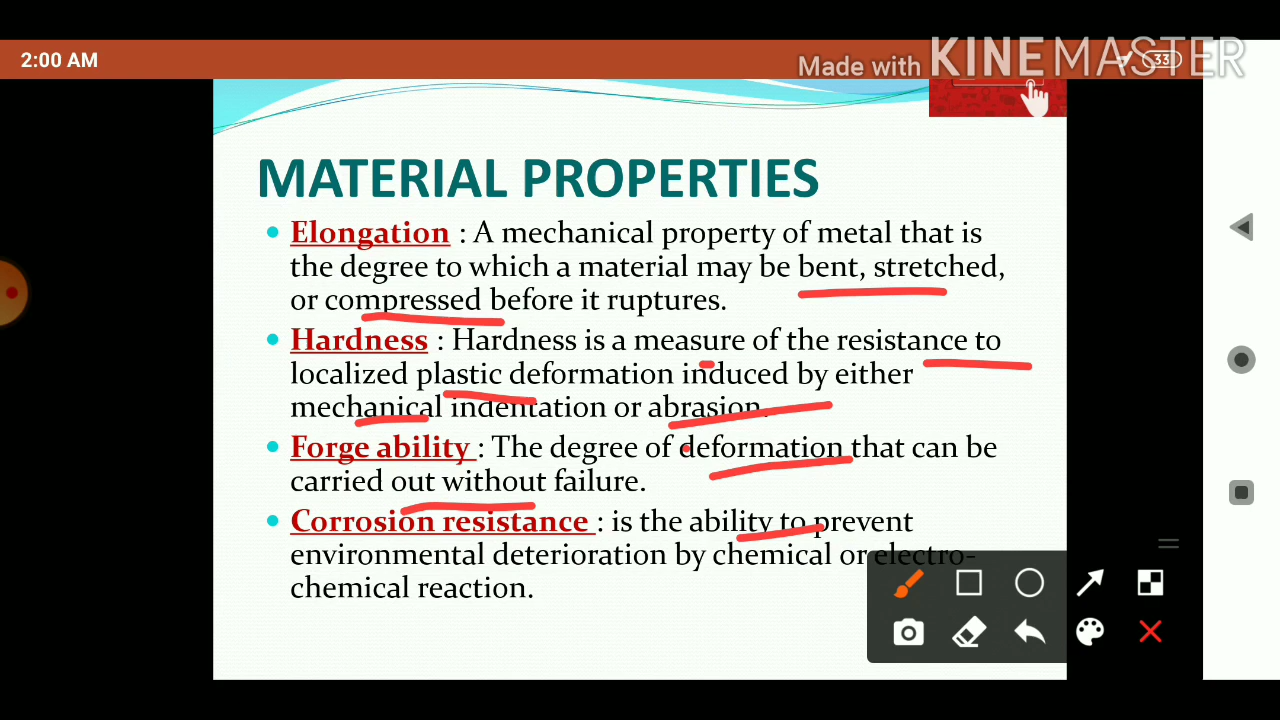 2:00 AM
Made with KINEMASTER
33
MATERIAL PROPERTIES
• Elongation : A mechanical property of metal that is
the degree to which a material may be bent, stretched,
or compressed before it ruptures.
• Hardness : Hardness is a measure of the resistance to
localized plastic deformation induced by either
mechanical indentation or abrasion.
• Forge ability : The degree of deformation that can be
carried out without failure.
• Corrosion resistance : is the ability to prevent
environmental deterioration by chemical or electro-
chemical reaction.